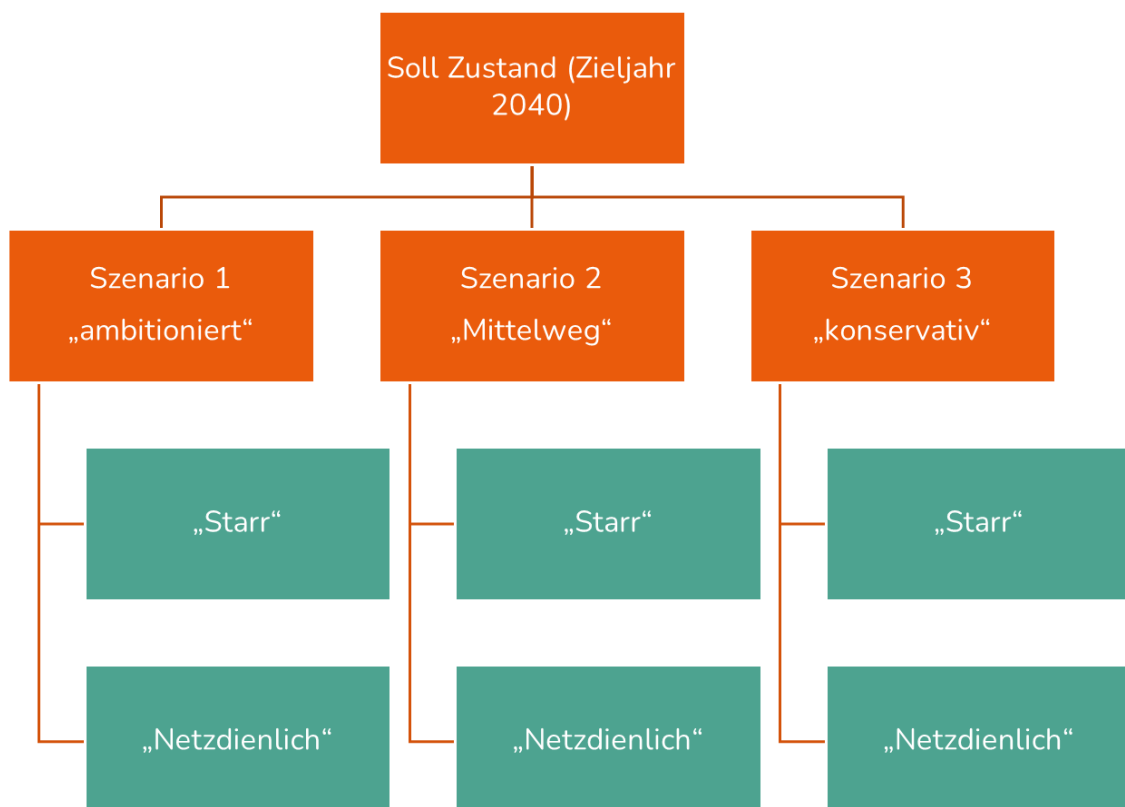 Soll Zustand (Zieljahr
2040)
Szenario 1
„ambitioniert“
Szenario 2
„Mittelweg“
Szenario 3
„konservativ“
„Starr“
„Starr“
„Starr“
„Netzdienlich“
„Netzdienlich“
„Netzdienlich“